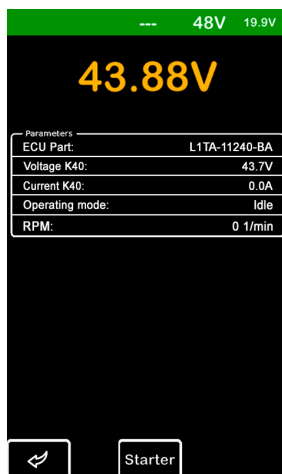 --- 48V 19.9V
43.88V
Parameters
ECU Part: L1TA-11240-BA
Voltage K40: 43.7V
Current K40: 0.0A
Operating mode: Idle
RPM: 0 1/min
Starter